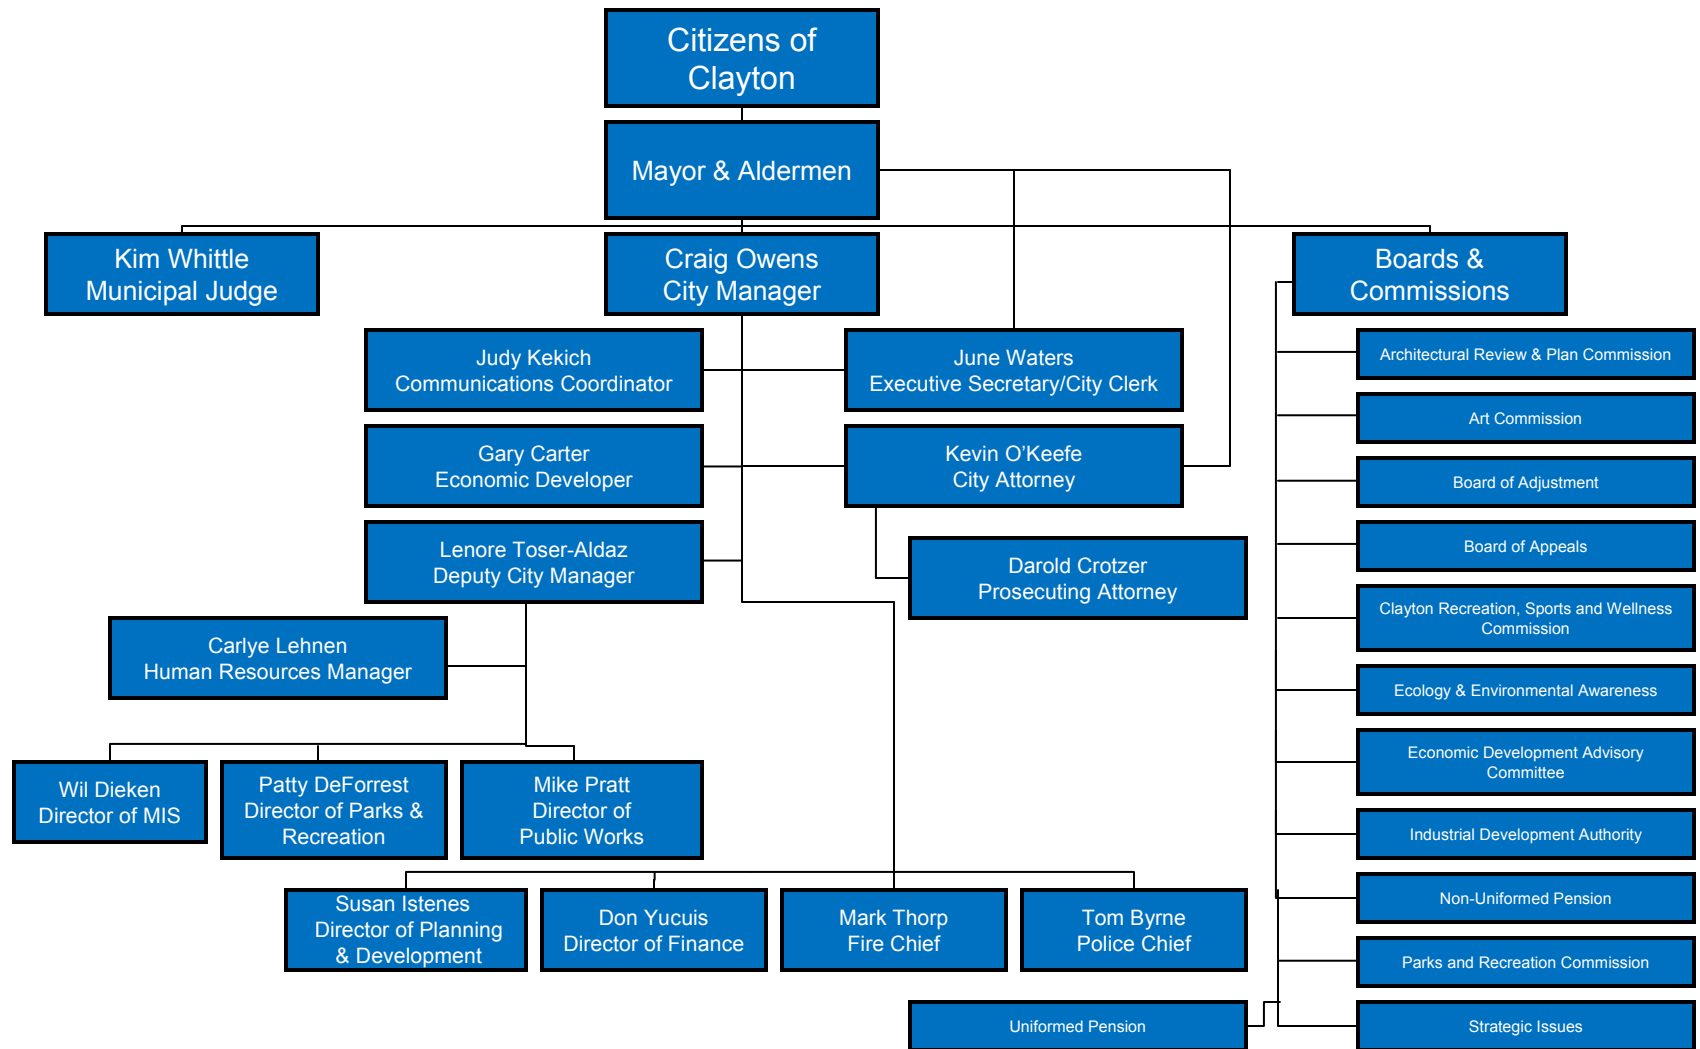 Citizens of
Clayton
Mayor & Aldermen
Kim Whittle
Municipal Judge
Craig Owens
City Manager
Boards &
Commissions
Judy Kekich
Communications Coordinator
June Waters
Executive Secretary/City Clerk
Architectural Review & Plan Commission
Art Commission
Gary Carter
Economic Developer
Kevin O’Keefe
City Attorney
Board of Adjustment
Lenore Toser-Aldaz
Deputy City Manager
Board of Appeals
Darold Crotzer
Prosecuting Attorney
Clayton Recreation, Sports and Wellness
Commission
Carlye Lehnen
Human Resources Manager
Ecology & Environmental Awareness
Economic Development Advisory
Committee
Wil Dieken
Director of MIS
Patty DeForrest
Director of Parks &
Recreation
Mike Pratt
Director of
Public Works
Industrial Development Authority
Non-Uniformed Pension
Susan Istenes
Director of Planning
& Development
Don Yucuis
Director of Finance
Mark Thorp
Fire Chief
Tom Byrne
Police Chief
Parks and Recreation Commission
Uniformed Pension
Strategic Issues